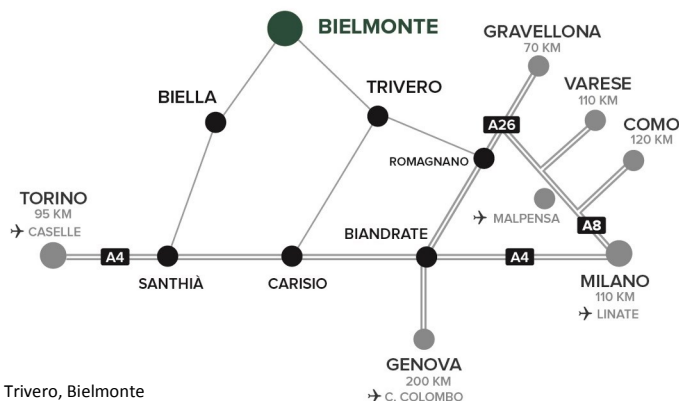 BIELMONTE
GRAVELLONA
70 KM
VARESE
110 KM
TRIVERO
BIELLA
A26
COMO
120 KM
ROMAGNANO
TORINO
95 KM
✈ CASELLE
✈ MALPENSA
A8
BIANDRATE
A4
A4
SANTHIÀ
CARISIO
MILANO
110 KM
✈ LINATE
GENOVA
200 KM
✈ C. COLOMBO
Trivero, Bielmonte